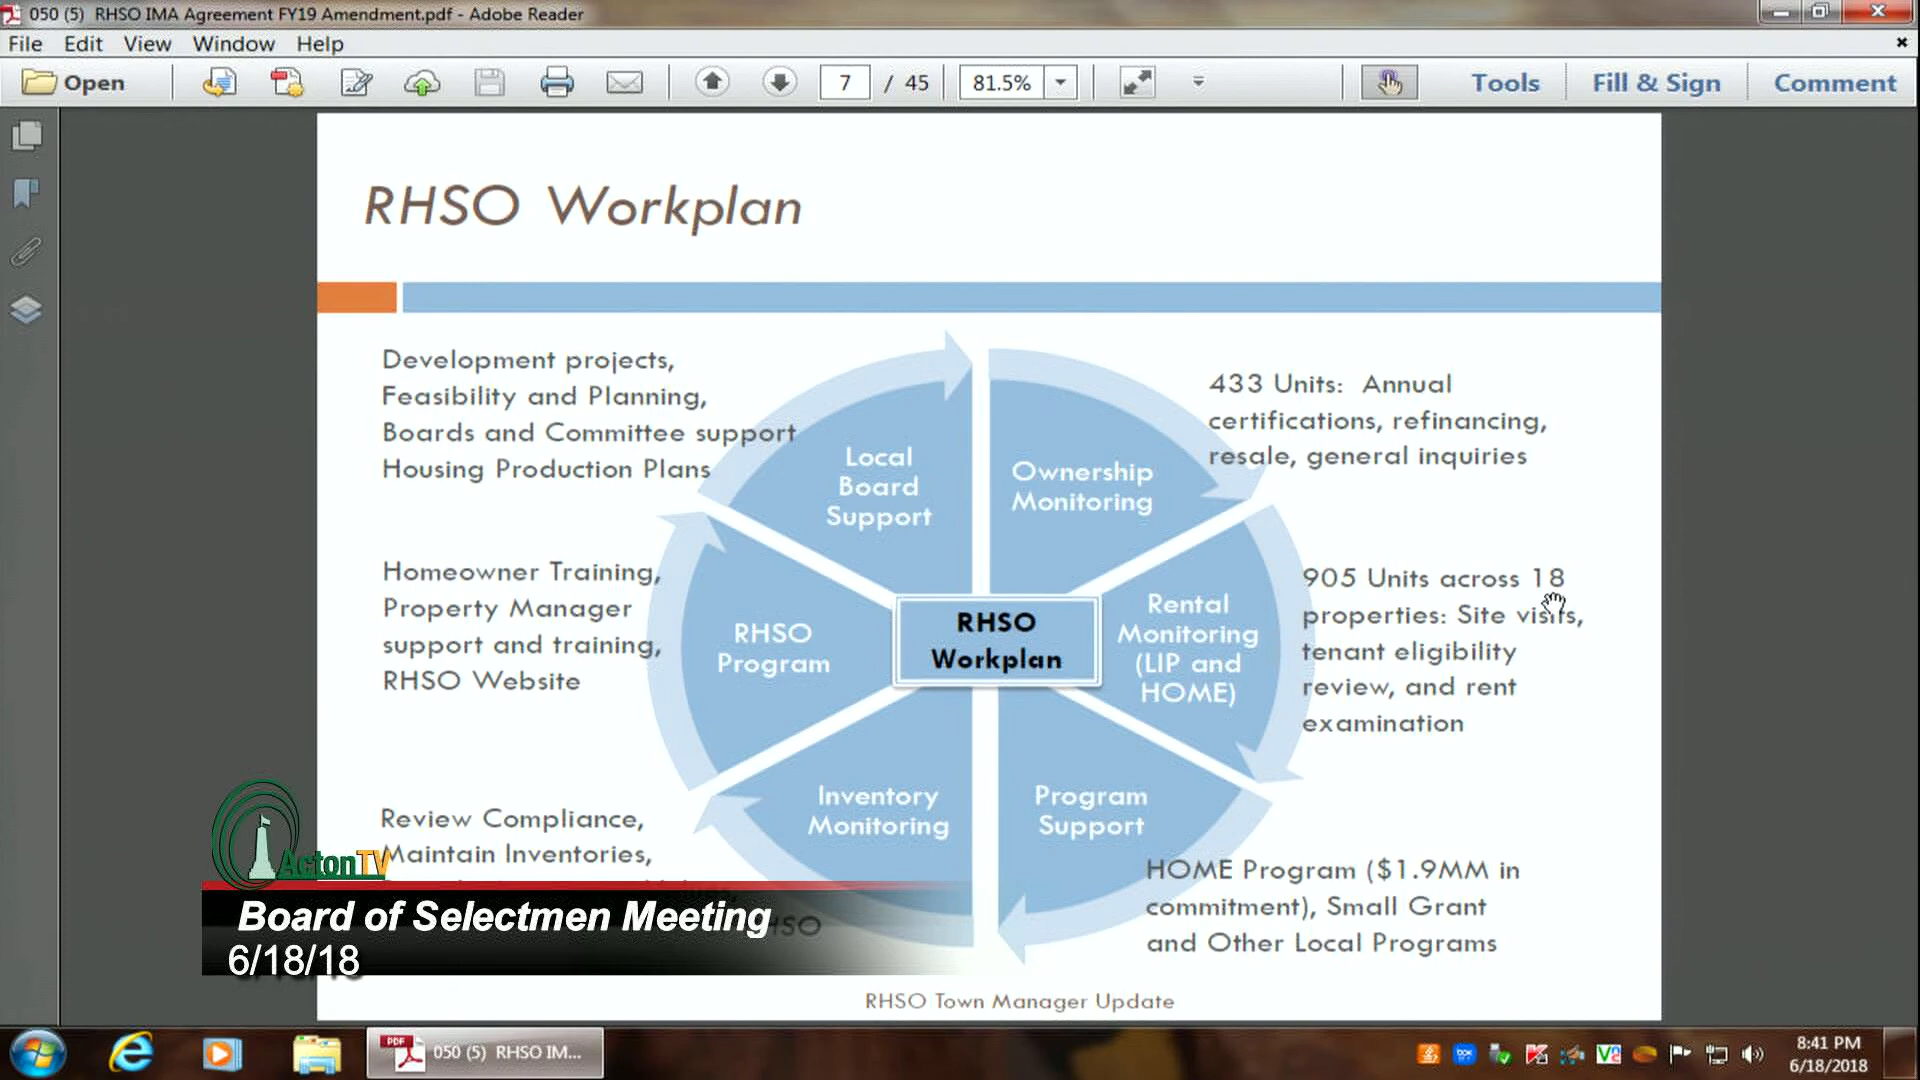 050 (5) RHSO IMA Agreement FY19 Amendment.pdf - Adobe Reader
File Edit View Window Help
Open 7 / 45 81.5% Tools Fill & Sign Comment
RHSO Workplan
Development projects,
Feasibility and Planning,
Boards and Committee support
Housing Production Plans
Local
Board
Support
Ownership
Monitoring
433 Units: Annual
certifications, refinancing,
resale, general inquiries
Homeowner Training,
Property Manager
support and training,
RHSO Website
RHSO
Program
RHSO
Workplan
Rental
Monitoring
(LIP and
HOME)
905 Units across 18
properties: Site visits,
tenant eligibility
review, and rent
examination
Review Compliance,
Maintain Inventories,
Inventory
Monitoring
Program
Support
HOME Program ($1.9MM in
commitment), Small Grant
and Other Local Programs
ActonTV
Board of Selectmen Meeting
6/18/18
RHSO Town Manager Update
050 (5) RHSO IM...
8:41 PM
6/18/2018